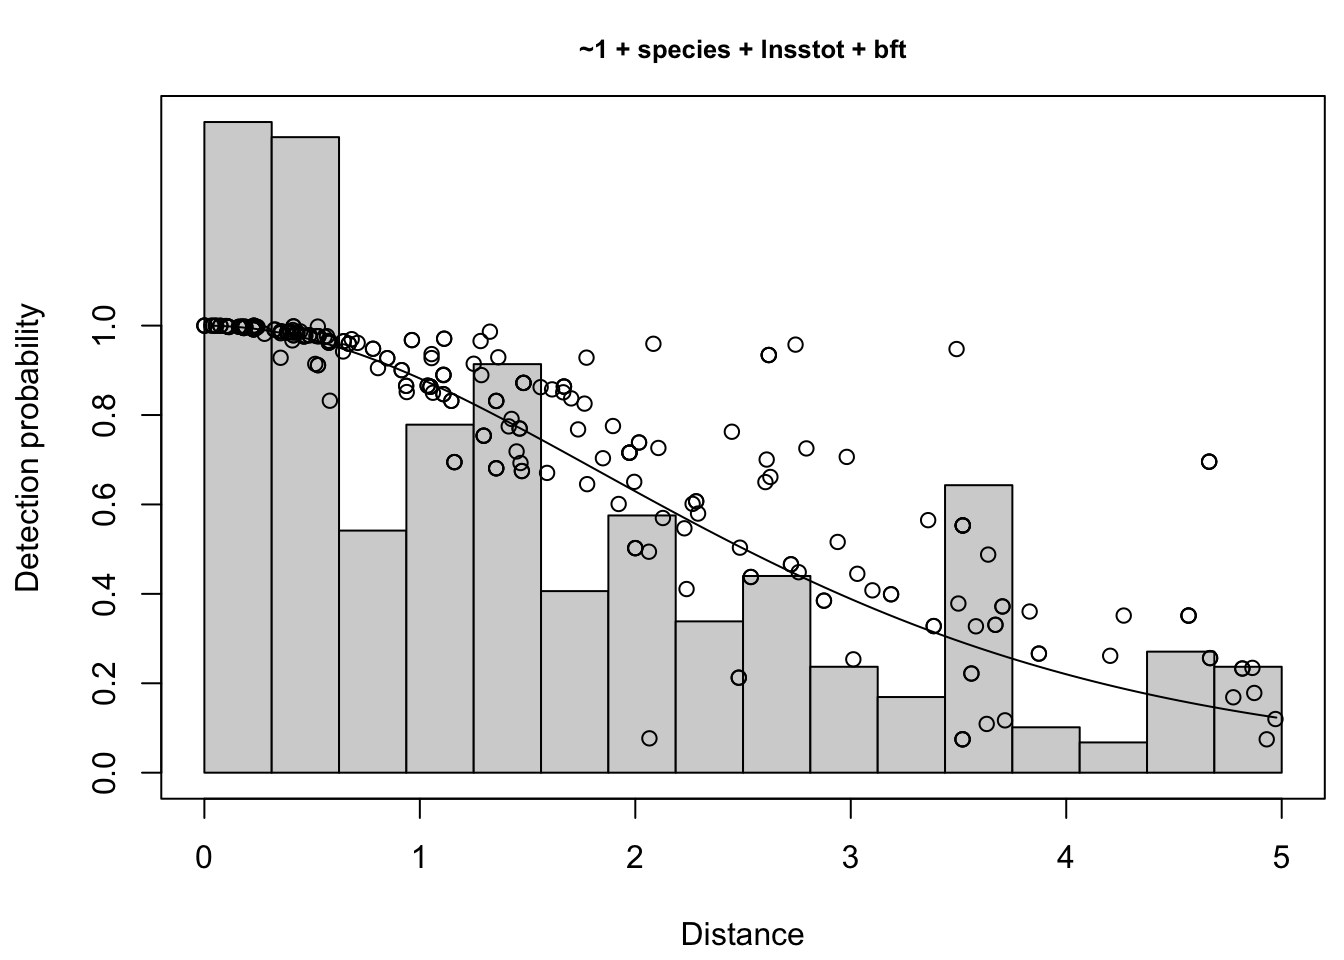 ~1 + species + lnsstot + bft
Detection probability
1.0
0.8
0.6
0.4
0.2
0.0
0 1 2 3 4 5
Distance